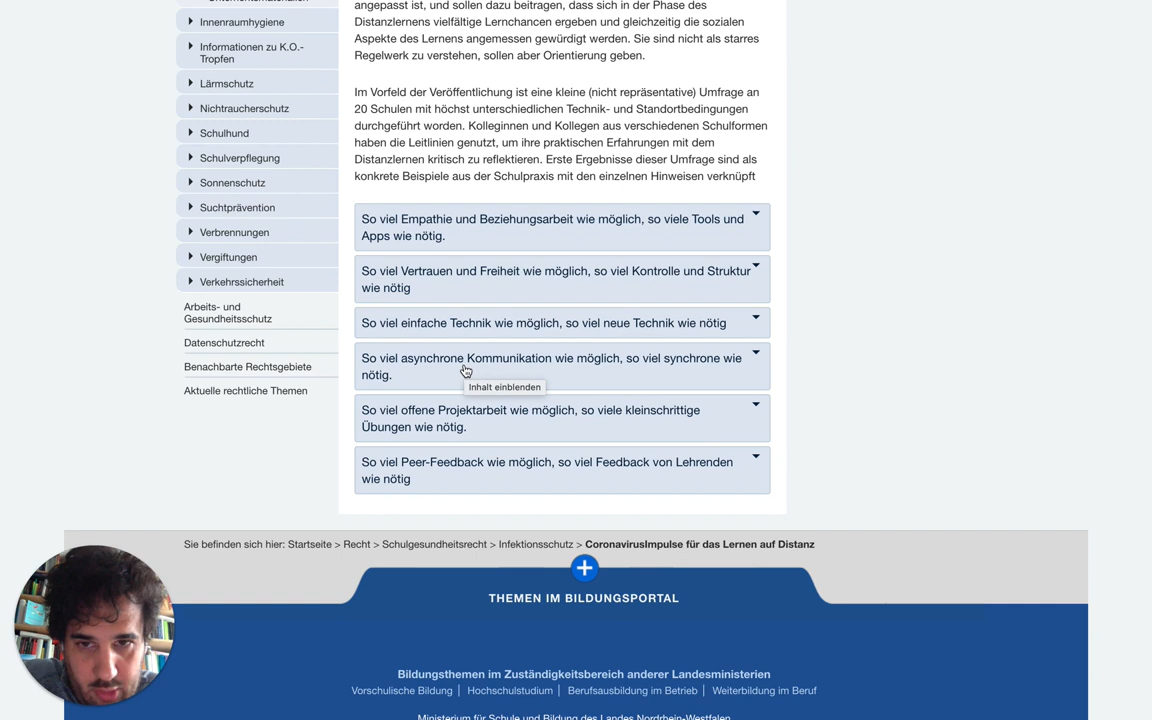 Innenraumhygiene
Informationen zu K.O.-
Tropfen
Lärmschutz
Nichtraucherschutz
Schulhund
Schulverpflegung
Sonnenschutz
Suchtprävention
Verbrennungen
Vergiftungen
Verkehrssicherheit
Arbeits- und
Gesundheitsschutz
Datenschutzrecht
Benachbarte Rechtsgebiete
Aktuelle rechtliche Themen
angepasst ist, und sollen dazu beitragen, dass sich in der Phase des
Distanzlernens vielfältige Lernchancen ergeben und gleichzeitig die sozialen
Aspekte des Lernens angemessen gewürdigt werden. Sie sind nicht als starres
Regelwerk zu verstehen, sollen aber Orientierung geben.
Im Vorfeld der Veröffentlichung ist eine kleine (nicht repräsentative) Umfrage an
20 Schulen mit höchst unterschiedlichen Technik- und Standortbedingungen
durchgeführt worden. Kolleginnen und Kollegen aus verschiedenen Schulformen
haben die Leitlinien genutzt, um ihre praktischen Erfahrungen mit dem
Distanzlernen kritisch zu reflektieren. Erste Ergebnisse dieser Umfrage sind als
konkrete Beispiele aus der Schulpraxis mit den einzelnen Hinweisen verknüpft
So viel Empathie und Beziehungsarbeit wie möglich, so viele Tools und
Apps wie nötig.
So viel Vertrauen und Freiheit wie möglich, so viel Kontrolle und Struktur
wie nötig
So viel einfache Technik wie möglich, so viel neue Technik wie nötig
So viel asynchrone Kommunikation wie möglich, so viel synchrone wie
nötig.
Inhalt einblenden
So viel offene Projektarbeit wie möglich, so viele kleinschrittige
Übungen wie nötig.
So viel Peer-Feedback wie möglich, so viel Feedback von Lehrenden
wie nötig
Sie befinden sich hier: Startseite > Recht > Schulgesundheitsrecht > Infektionsschutz > CoronavirusImpulse für das Lernen auf Distanz
THEMEN IM BILDUNGSPORTAL
Bildungsthemen im Zuständigkeitsbereich anderer Landesministerien
Vorschulische Bildung | Hochschulstudium | Berufsausbildung im Betrieb | Weiterbildung im Beruf
Ministerium für Schule und Bildung des Landes Nordrhein-Westfalen